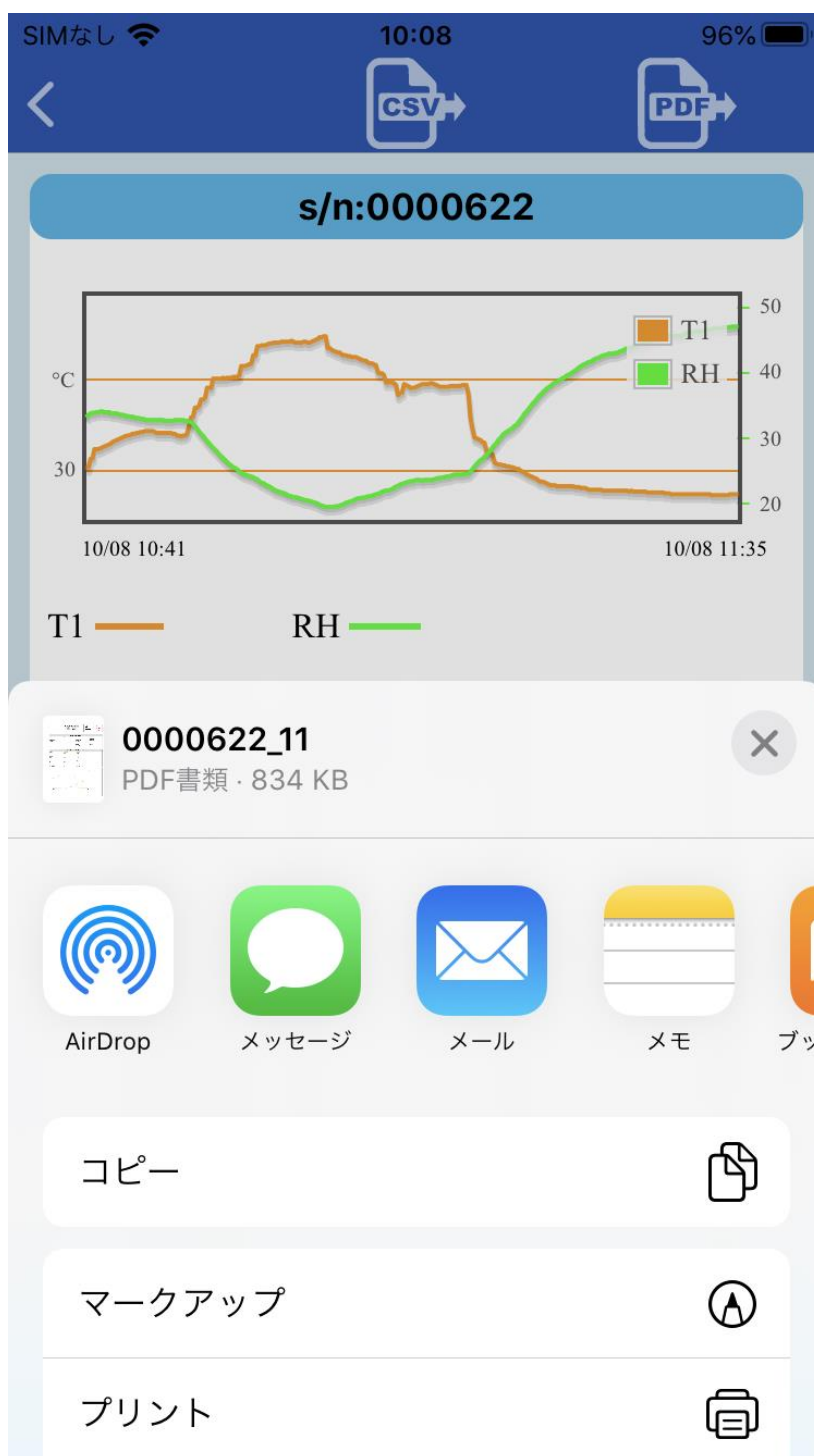 SIMなし 10:08 96%
CSV PDF
s/n:0000622
50
T1
°C RH 40
30
30
20
10/08 10:41 10/08 11:35
T1 RH
0000622_11
PDF書類 · 834 KB
AirDrop メッセージ メール メモ ブッ
コピー
マークアップ
プリント